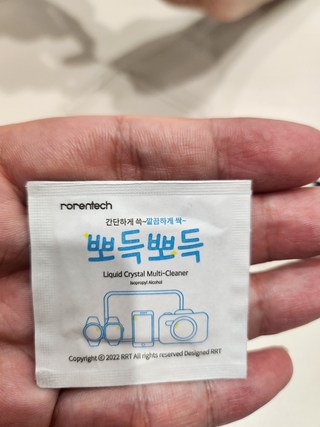 rorentech
간단하게 쓱~깔끔하게 싹~
뽀득뽀득
Liquid Crystal Multi-Cleaner
Isopropyl Alcohol
Copyright ⓒ 2022 RRT All rights reserved Designed RRT